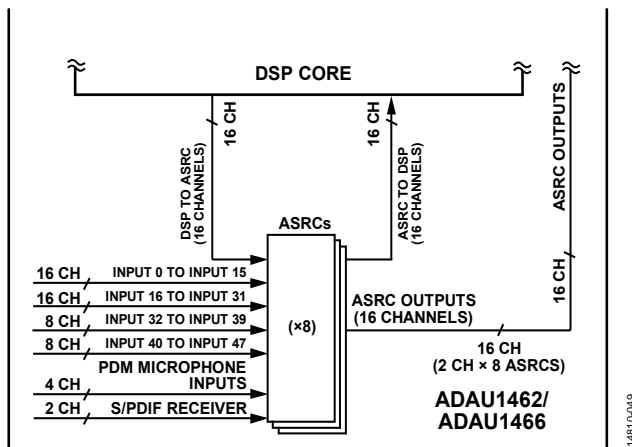 DSP CORE
16 CH
16 CH
DSP TO ASRC
(16 CHANNELS)
ASRC TO DSP
(16 CHANNELS)
ASRC OUTPUTS
16 CH
ASRCs
(×8)
16 CH
INPUT 0 TO INPUT 15
16 CH
INPUT 16 TO INPUT 31
8 CH
INPUT 32 TO INPUT 39
8 CH
INPUT 40 TO INPUT 47
PDM MICROPHONE
INPUTS
4 CH
2 CH
S/PDIF RECEIVER
ASRC OUTPUTS
(16 CHANNELS)
16 CH
(2 CH × 8 ASRCS)
ADAU1462/
ADAU1466
14810-049